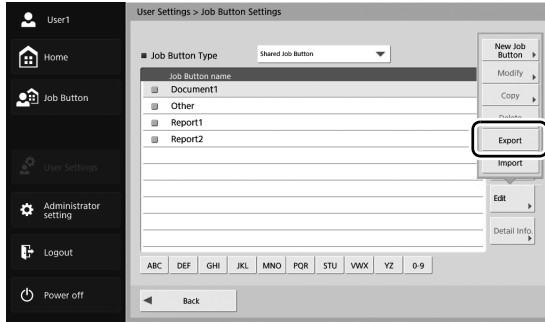 User1
Home
Job Button
User Settings
Administrator
setting
Logout
Power off
User Settings > Job Button Settings
Job Button Type
Shared Job Button
Job Button name
Document1
Other
Report1
Report2
ABC DEF GHI JKL MNO PQR STU VWX YZ 0-9
Back
New Job
Button
Modify
Copy
Delete
Export
Import
Edit
Detail Info.